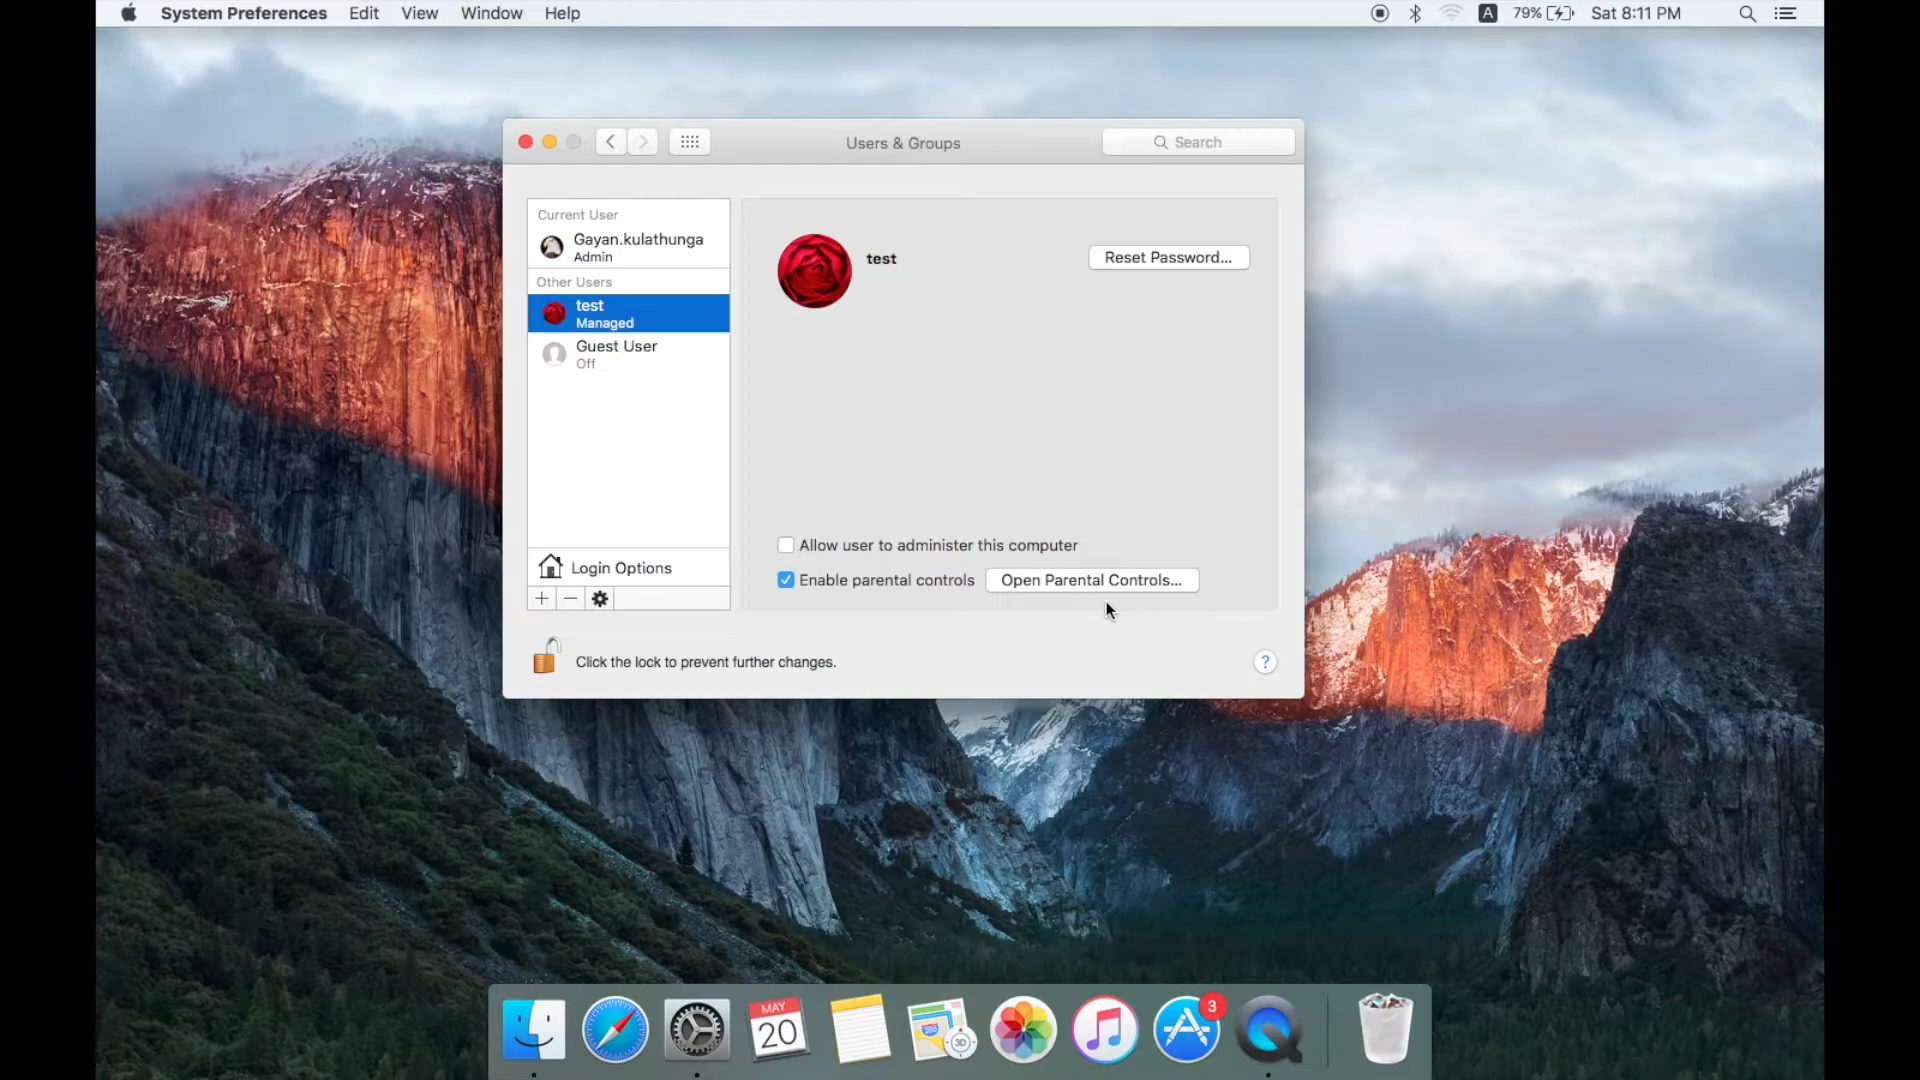 System Preferences Edit View Window Help A 79% Sat 8:11 PM
Users & Groups
Search
Current User
Gayan.kulathunga
Admin
Other Users
test
Managed
Guest User
Off
Login Options
test
Reset Password...
Allow user to administer this computer
Enable parental controls
Open Parental Controls...
Click the lock to prevent further changes.
?
MAY
20
280
3D
3